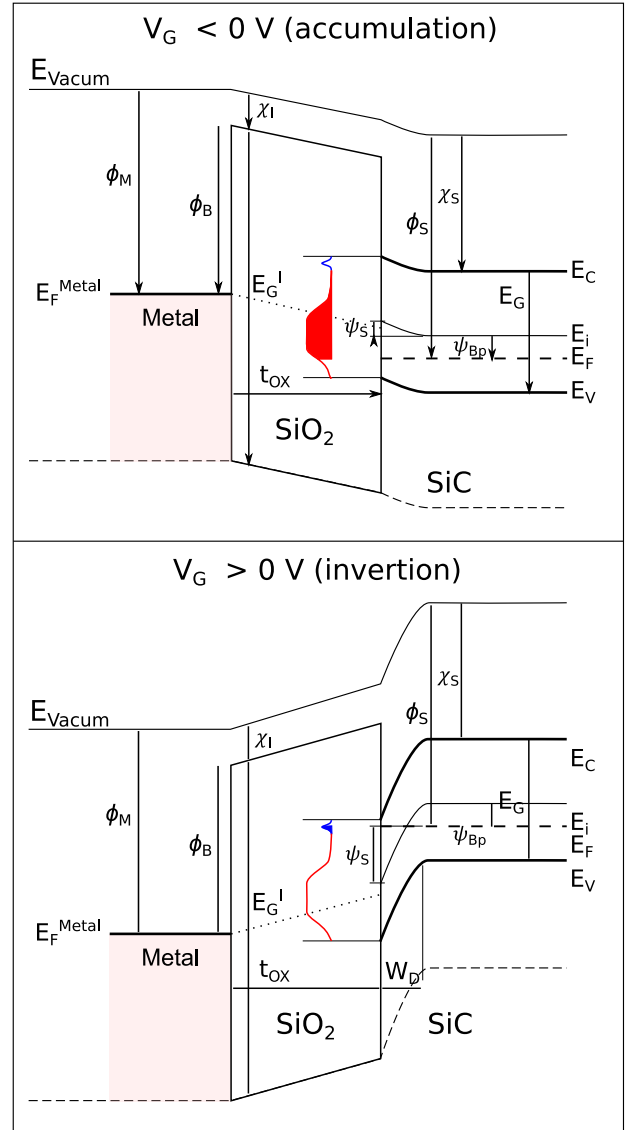 V_G < 0 V (accumulation)
E_Vacum
χ_I
ϕ_M
ϕ_B
ϕ_S
χ_S
E_C
E_F^Metal
E_G^I
E_G
Metal
ψ_S
E_i
ψ_Bp
E_F
t_OX
E_V
SiO_2
SiC
V_G > 0 V (invertion)
χ_S
ϕ_S
E_Vacum
χ_I
E_C
ϕ_M
E_G
ϕ_B
E_i
ψ_Bp
E_F
ψ_S
E_V
E_G^I
E_F^Metal
Metal
t_OX
W_D
SiO_2
SiC